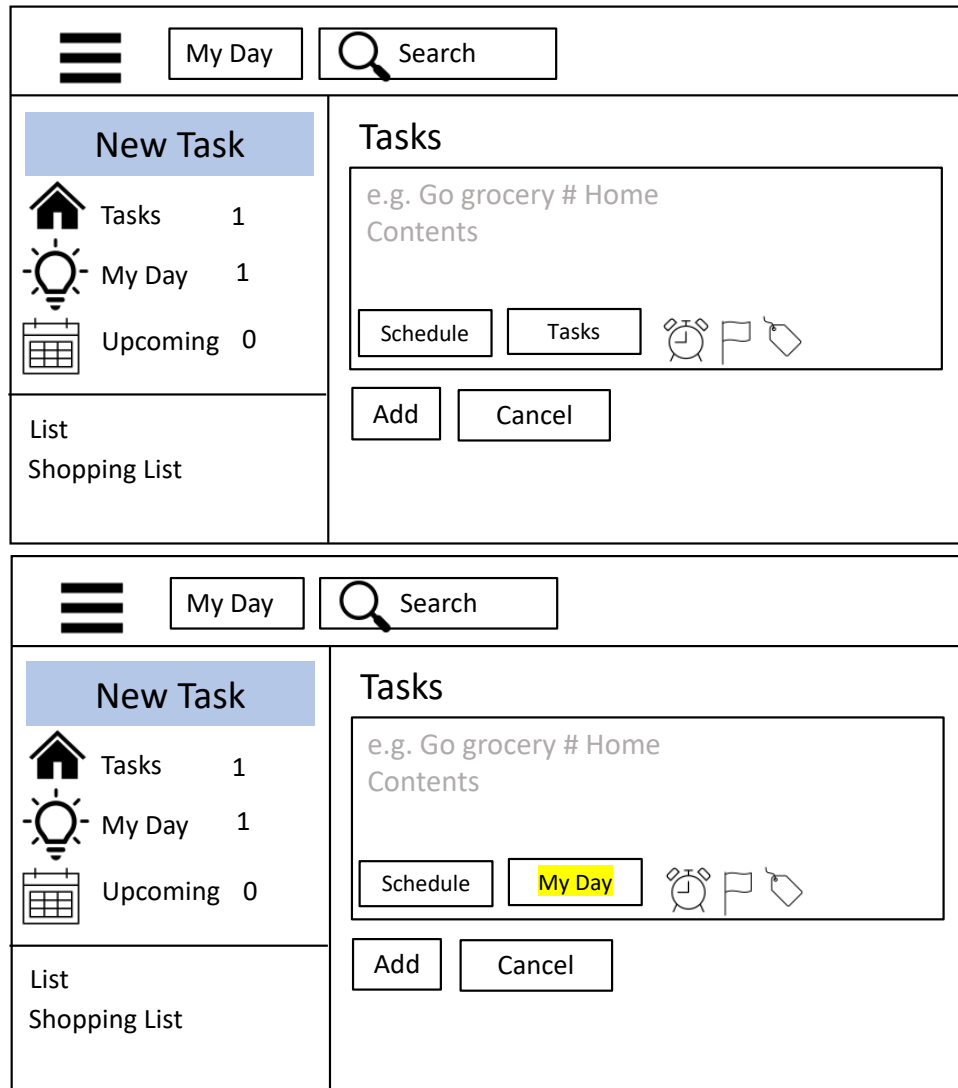 My Day
Search
New Task
Tasks 1
My Day 1
Upcoming 0
List
Shopping List
Tasks
e.g. Go grocery # Home
Contents
Schedule
Tasks
Add
Cancel
My Day
Search
New Task
Tasks 1
My Day 1
Upcoming 0
List
Shopping List
Tasks
e.g. Go grocery # Home
Contents
Schedule
My Day
Add
Cancel